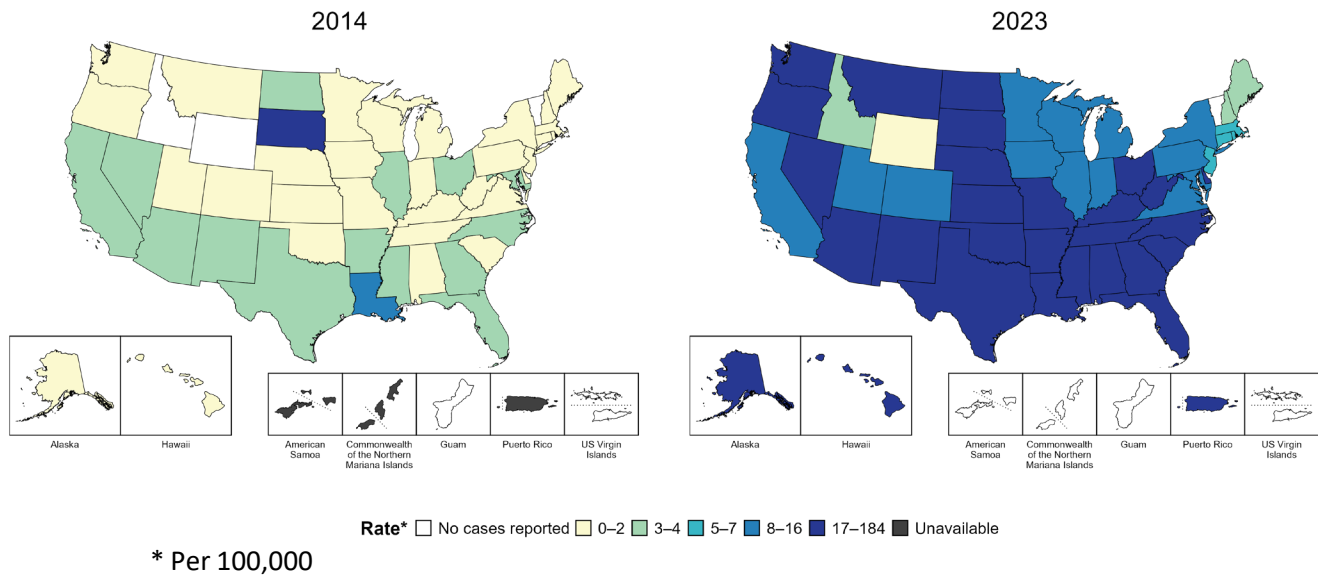 2014
2023
Alaska
Hawaii
American
Samoa
Commonwealth
of the Northern
Mariana Islands
Guam
Puerto Rico
US Virgin
Islands
Alaska
Hawaii
American
Samoa
Commonwealth
of the Northern
Mariana Islands
Guam
Puerto Rico
US Virgin
Islands
Rate* No cases reported 0–2 3–4 5–7 8–16 17–184 Unavailable
* Per 100,000